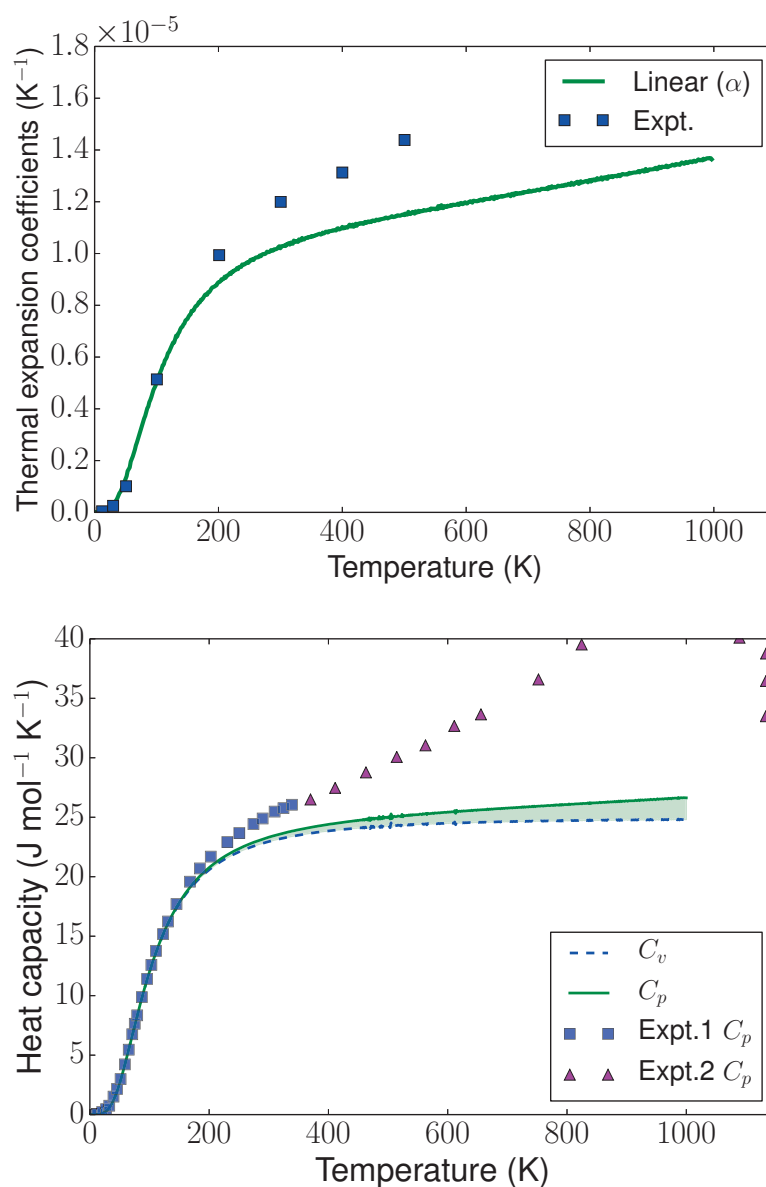 ×10⁻⁵
Thermal expansion coefficients (K⁻¹)
1.8
1.6
1.4
1.2
1.0
0.8
0.6
0.4
0.2
0.0
Linear (α)
Expt.
0 200 400 600 800 1000
Temperature (K)
Heat capacity (J mol⁻¹ K⁻¹)
40
35
30
25
20
15
10
5
0
C_v
C_p
Expt.1 C_p
Expt.2 C_p
0 200 400 600 800 1000
Temperature (K)